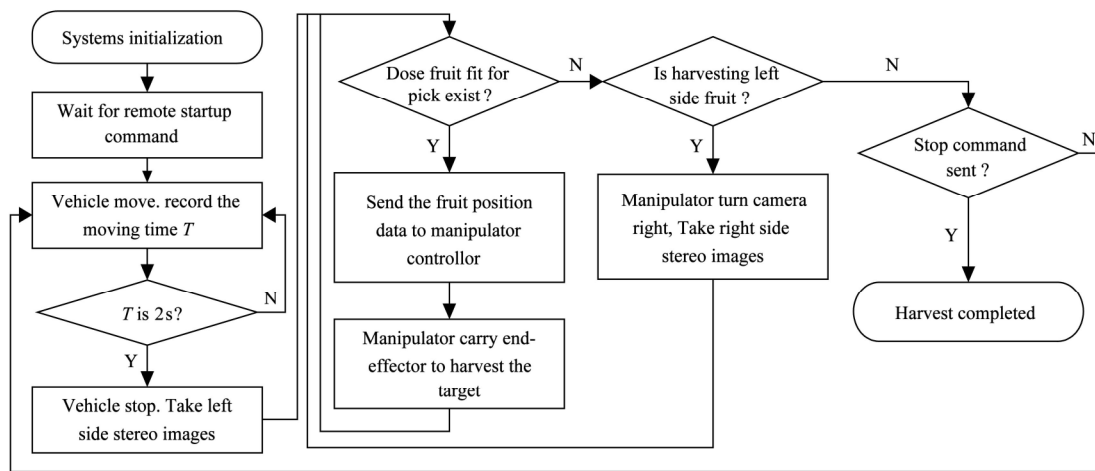 Systems initialization
Wait for remote startup
command
Vehicle move. record the
moving time T
T is 2s?
N
Y
Vehicle stop. Take left
side stereo images
Dose fruit fit for
pick exist ?
N
Y
Send the fruit position
data to manipulator
controllor
Manipulator carry end-
effector to harvest the
target
Is harvesting left
side fruit ?
N
Y
Manipulator turn camera
right, Take right side
stereo images
Stop command
sent ?
N
Y
Harvest completed